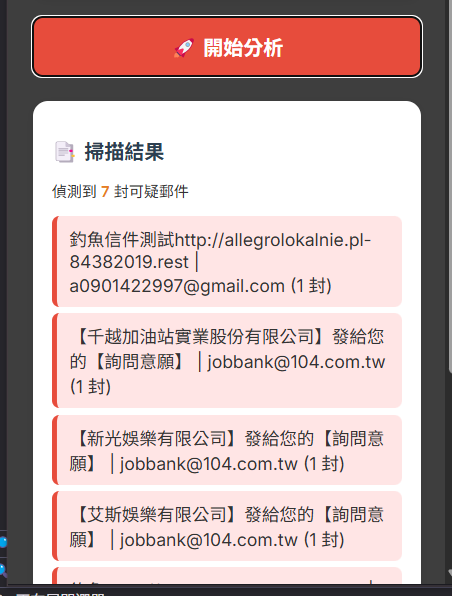 🚀 開始分析
📑 掃描結果
偵測到 7 封可疑郵件
釣魚信件測試http://allegrolokalnie.pl-
84382019.rest |
a0901422997@gmail.com (1 封)
【千越加油站實業股份有限公司】發給您
的【詢問意願】 | jobbank@104.com.tw
(1 封)
【新光娛樂有限公司】發給您的【詢問意
願】 | jobbank@104.com.tw (1 封)
【艾斯娛樂有限公司】發給您的【詢問意
願】 | jobbank@104.com.tw (1 封)